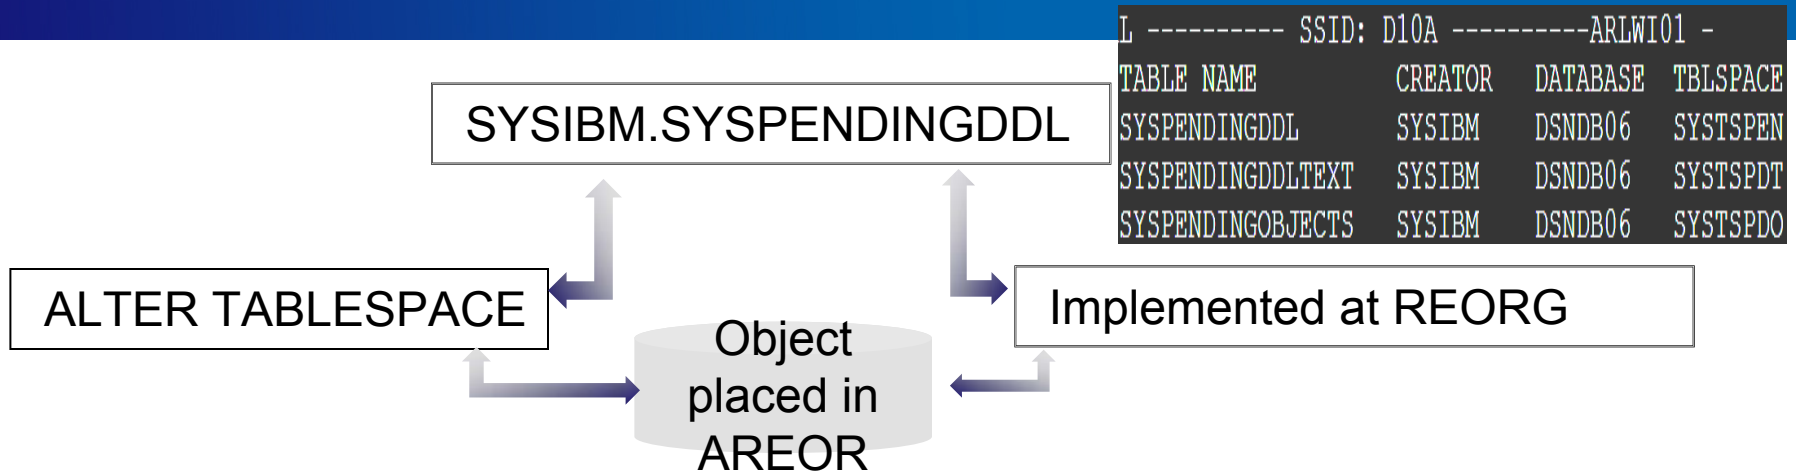 L ---------- SSID: D10A ----------ARLWI01 -
TABLE NAME CREATOR DATABASE TBLSPACE
SYSPENDINGDDL SYSIBM DSNDB06 SYSTSPEN
SYSPENDINGDDLTEXT SYSIBM DSNDB06 SYSTSPDT
SYSPENDINGOBJECTS SYSIBM DSNDB06 SYSTSPDO
SYSIBM.SYSPENDINGDDL
ALTER TABLESPACE
Implemented at REORG
Object
placed in
AREOR